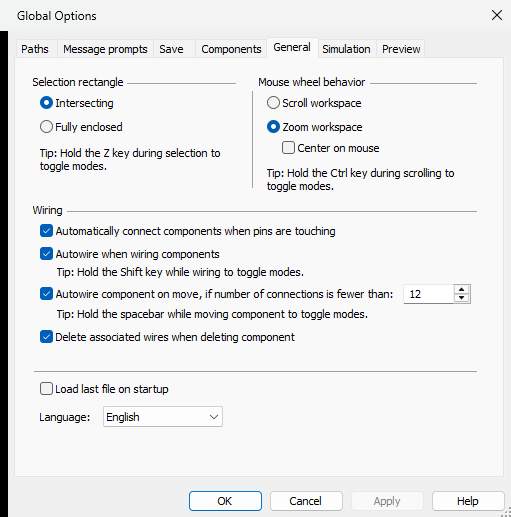 Global Options
Paths Message prompts Save Components General Simulation Preview
Selection rectangle
Intersecting
Fully enclosed
Tip: Hold the Z key during selection to
toggle modes.
Mouse wheel behavior
Scroll workspace
Zoom workspace
Center on mouse
Tip: Hold the Ctrl key during scrolling to
toggle modes.
Wiring
Automatically connect components when pins are touching
Autowire when wiring components
Tip: Hold the Shift key while wiring to toggle modes.
Autowire component on move, if number of connections is fewer than: 12
Tip: Hold the spacebar while moving component to toggle modes.
Delete associated wires when deleting component
Load last file on startup
Language: English
OK Cancel Apply Help